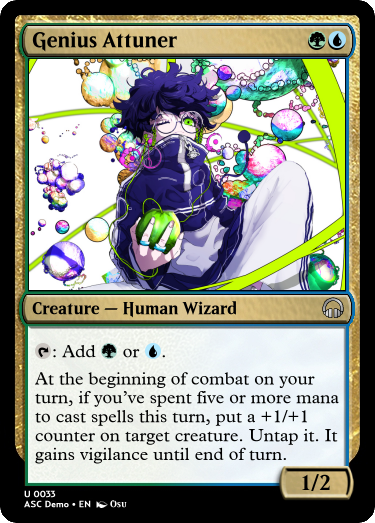 Genius Attuner
Creature — Human Wizard
: Add or .
At the beginning of combat on your
turn, if you've spent five or more mana
to cast spells this turn, put a +1/+1
counter on target creature. Untap it. It
gains vigilance until end of turn.
1/2
U 0033
ASC Demo • EN Osu